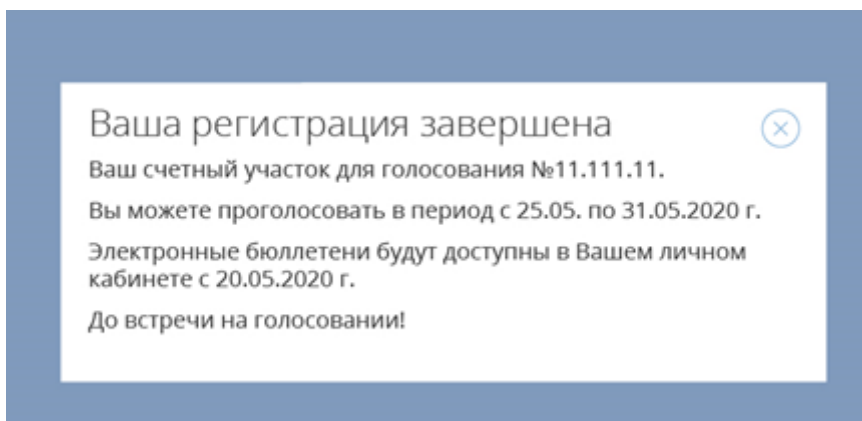 Ваша регистрация завершена
Ваш счетный участок для голосования №11.111.11.
Вы можете проголосовать в период с 25.05. по 31.05.2020 г.
Электронные бюллетени будут доступны в Вашем личном
кабинете с 20.05.2020 г.
До встречи на голосовании!